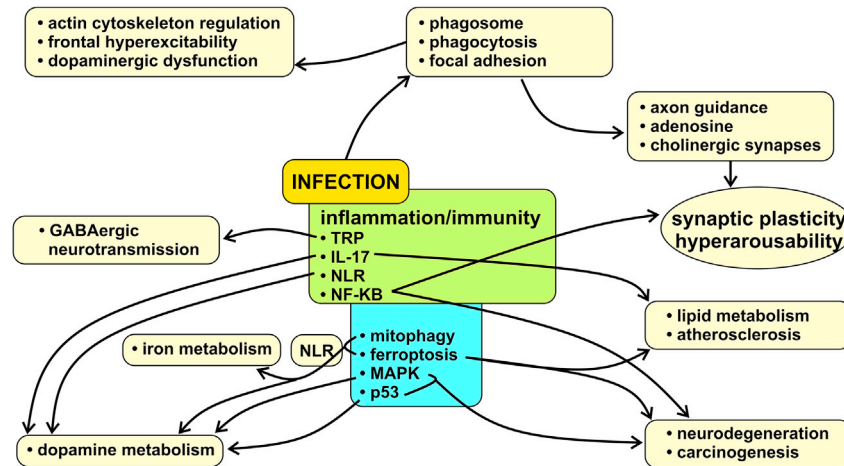 • actin cytoskeleton regulation
• frontal hyperexcitability
• dopaminergic dysfunction
• phagosome
• phagocytosis
• focal adhesion
• axon guidance
• adenosine
• cholinergic synapses
INFECTION
inflammation/immunity
• TRP
• IL-17
• NLR
• NF-KB
• GABAergic
neurotransmission
synaptic plasticity
hyperarousability
• lipid metabolism
• atherosclerosis
• mitophagy
• ferroptosis
• MAPK
• p53
NLR
• iron metabolism
• dopamine metabolism
• neurodegeneration
• carcinogenesis